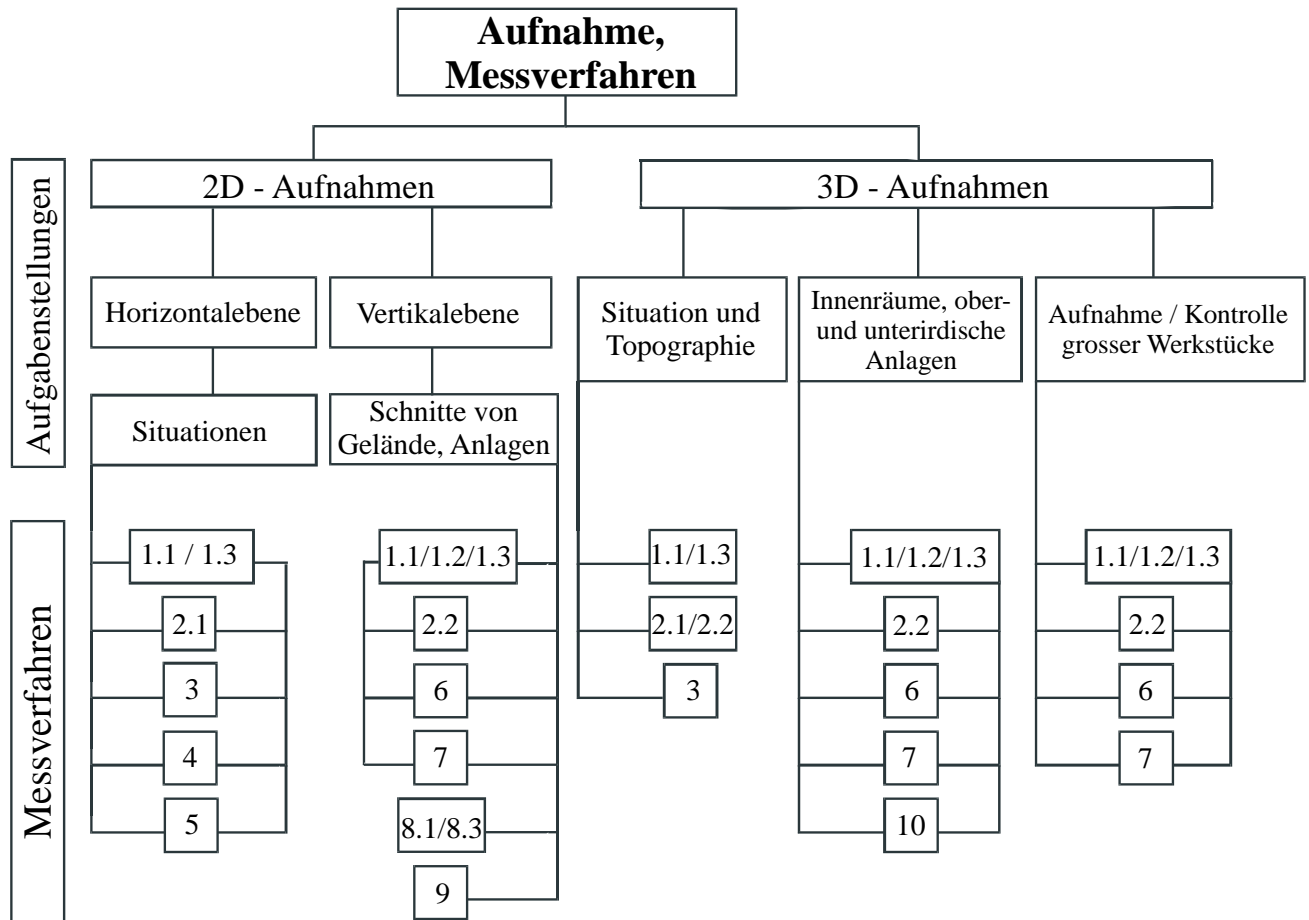 Aufnahme,
Messverfahren
Aufgabenstellungen
2D - Aufnahmen
3D - Aufnahmen
Horizontalebene
Vertikalebene
Situation und
Topographie
Innenräume, ober-
und unterirdische
Anlagen
Aufnahme / Kontrolle
grosser Werkstücke
Situationen
Schnitte von
Gelände, Anlagen
Messverfahren
1.1 / 1.3
2.1
3
4
5
1.1/1.2/1.3
2.2
6
7
8.1/8.3
9
1.1/1.3
2.1/2.2
3
1.1/1.2/1.3
2.2
6
7
10
1.1/1.2/1.3
2.2
6
7